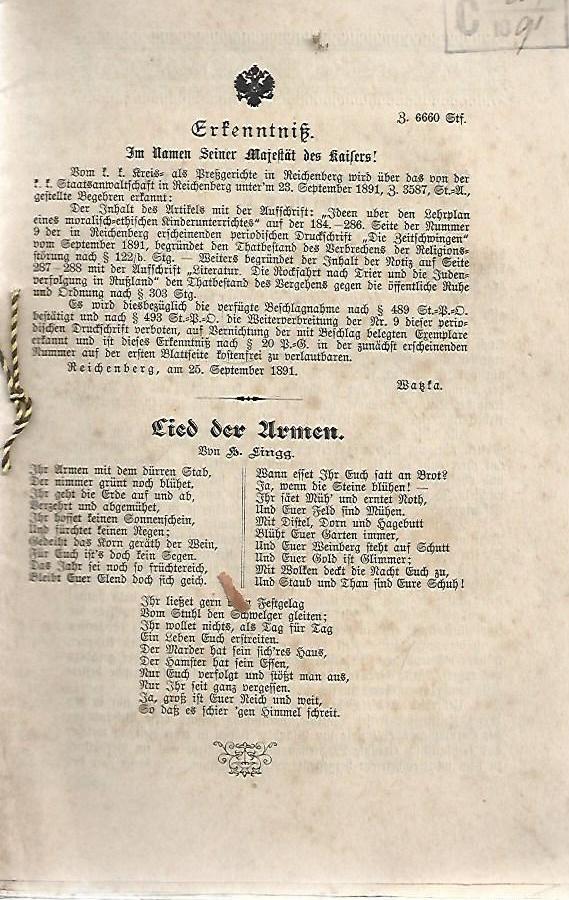 C
91
Z. 6660 Stf.
Erkenntniß.
Im Namen Seiner Majestät des Kaisers!
Vom k. k. Kreis- als Preßgerichte in Reichenberg wird über das von der
k. k. Staatsanwaltschaft in Reichenberg unter'm 23. September 1891, Z. 3587, St.-A.,
gestellte Begehren erkannt:
Der Inhalt des Artikels mit der Aufschrift: „Ideen uber den Lehrplan
eines moralisch-ethischen Kinderunterrichtes“ auf der 184.—286. Seite der Nummer
9 der in Reichenberg erscheinenden periodischen Druckschrift „Die Zeitschwingen“
vom September 1891, begründet den Thatbestand des Verbrechens der Religions-
störung nach § 122/b. Stg. — Weiters begründet der Inhalt der Notiz auf Seite
287—288 mit der Aufschrift „Literatur. Die Rockfahrt nach Trier und die Juden-
verfolgung in Rußland“ den Thatbestand des Vergehens gegen die öffentliche Ruhe
und Ordnung nach § 303 Stg.
Es wird diesbezüglich die verfügte Beschlagnahme nach § 489 St.-P.-O.
bestätigt und nach § 493 St.-P.-O. die Weiterverbreitung der Nr. 9 dieser perio-
dischen Druckschrift verboten, auf Vernichtung der mit Beschlag belegten Exemplare
erkannt und ist dieses Erkenntniß nach § 20 P.-G. in der zunächst erscheinenden
Nummer auf der ersten Blattseite kostenfrei zu verlautbaren.
Reichenberg, am 25. September 1891.
Watzka.
Lied der Armen.
Von H. Lingg.
Ihr Armen mit dem dürren Stab,
Der nimmer grünt noch blühet,
Ihr geht die Erde auf und ab,
Verzehrt und abgemühet,
Ihr hoffet keinen Sonnenschein,
Und fürchtet keinen Regen;
Gedeiht das Korn geräth der Wein,
Für Euch ist's doch kein Segen.
Das Jahr sei noch so früchtereich,
Bleibt Euer Elend doch sich geich.
Wann esset Ihr Euch satt an Brot?
Ja, wenn die Steine blühen! —
Ihr säet Müh' und erntet Noth,
Und Euer Feld sind Mühen.
Mit Distel, Dorn und Hagebutt
Blüht Euer Garten immer,
Und Euer Weinberg steht auf Schutt
Und Euer Gold ist Glimmer;
Mit Wolken deckt die Nacht Euch zu,
Und Staub und Than sind Eure Schuh!
Ihr ließet gern Festgelag
Vom Stuhl den Schwelger gleiten;
Ihr wollet nichts, als Tag für Tag
Ein Leben Euch erstreiten.
Der Marder hat sein sich'res Haus,
Der Hamster hat sein Essen,
Nur Euch verfolgt und stößt man aus,
Nur Ihr seit ganz vergessen.
Ja, groß ist Euer Reich und weit,
So daß es schier 'gen Himmel schreit.